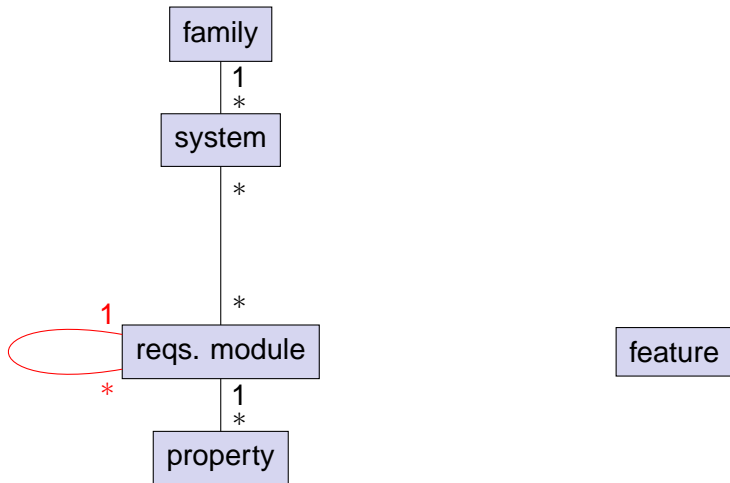 family
1
*
system
*
*
1
reqs. module
feature
*
1
*
property